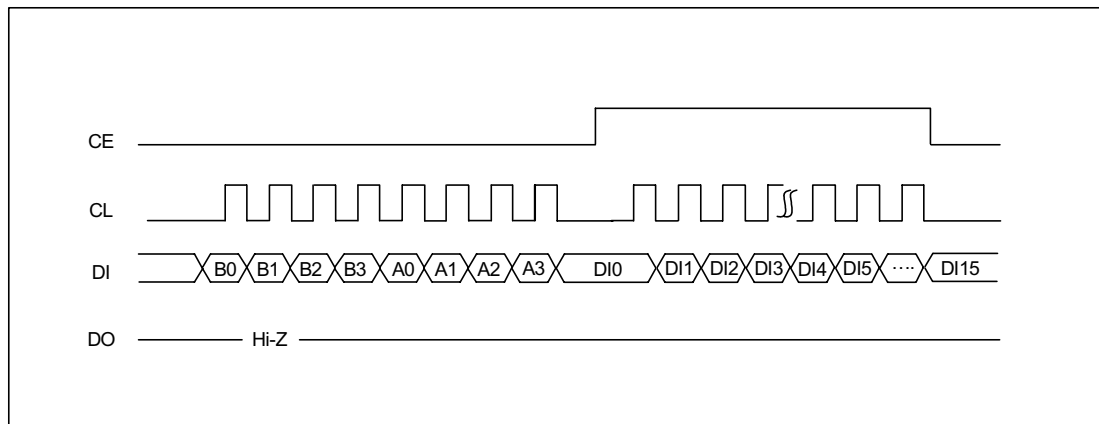 CE
CL
DI B0 B1 B2 B3 A0 A1 A2 A3 DI0 DI1 DI2 DI3 DI4 DI5 .... DI15
DO Hi-Z